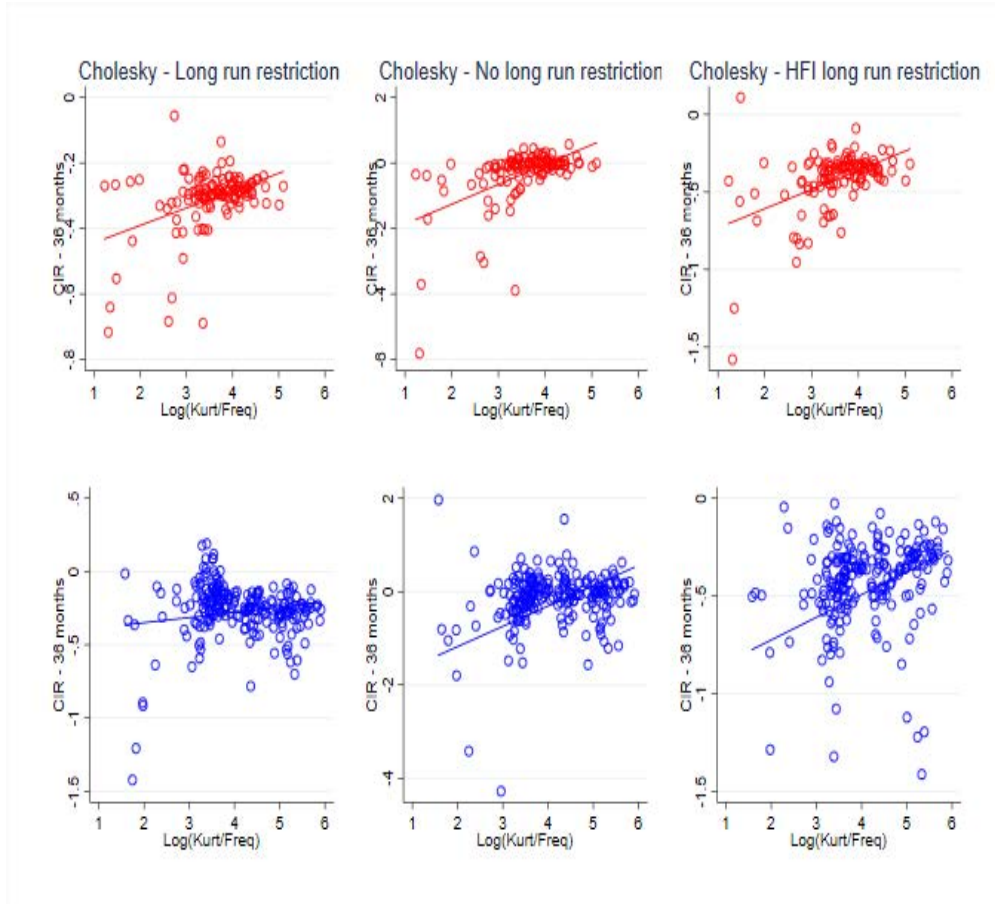 Cholesky - Long run restriction
Cholesky - No long run restriction
Cholesky - HFI long run restriction
0
-.2
-.4
-.6
-.8
CIR - 36 months
1 2 3 4 5 6
Log(Kurt/Freq)
2
0
-2
-4
-6
CIR - 36 months
1 2 3 4 5 6
Log(Kurt/Freq)
0
-.5
-1
-1.5
CIR - 36 months
1 2 3 4 5 6
Log(Kurt/Freq)
.5
0
-.5
-1
-1.5
CIR - 36 months
1 2 3 4 5 6
Log(Kurt/Freq)
2
0
-2
-4
CIR - 36 months
1 2 3 4 5 6
Log(Kurt/Freq)
0
-.5
-1
-1.5
CIR - 36 months
1 2 3 4 5 6
Log(Kurt/Freq)